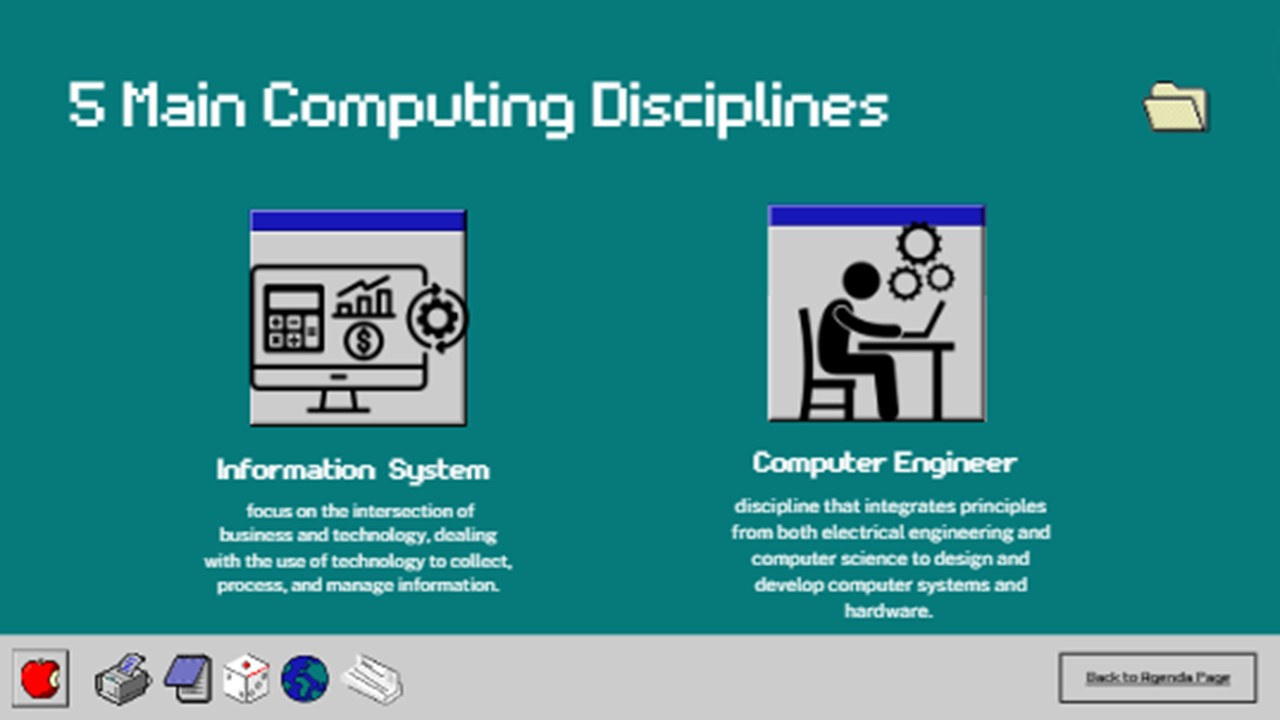 5 Main Computing Disciplines
Information System
focus on the intersection of
business and technology, dealing
with the use of technology to collect,
process, and manage information.
Computer Engineer
discipline that integrates principles
from both electrical engineering and
computer science to design and
develop computer systems and
hardware.
Back to Agenda Page